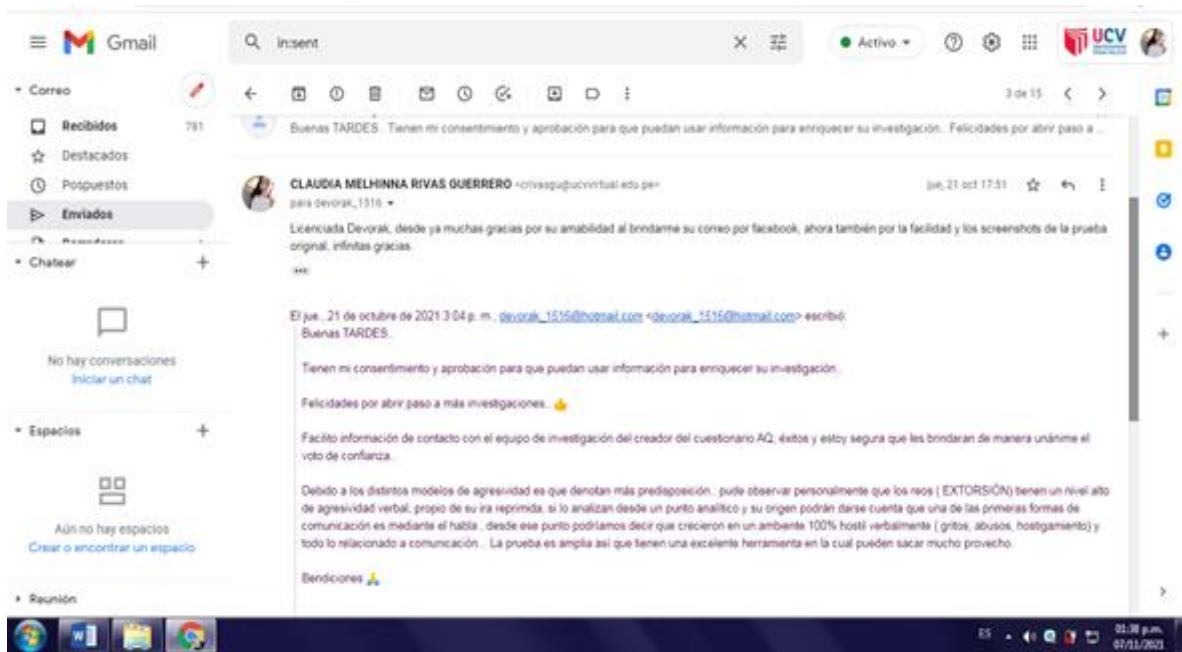 Gmail
in:sent
Activo
UCV
Correo
3 de 15
Recibidos 781
Buenas TARDES. Tienen mi consentimiento y aprobación para que puedan usar información para enriquecer su investigación.. Felicidades por abrir paso a ...
Destacados
Pospuestos
CLAUDIA MELHINNA RIVAS GUERRERO <crivasgu@ucvvirtual.edu.pe>
jue, 21 oct 17:51
para devorak_1516
Enviados
Licenciada Devorak, desde ya muchas gracias por su amabilidad al brindarme su correo por facebook, ahora también por la facilidad y los screenshots de la prueba
original, infinitas gracias.
Chatear
El jue., 21 de octubre de 2021 3:04 p. m., devorak_1516@hotmail.com <devorak_1516@hotmail.com> escribió:
Buenas TARDES..
No hay conversaciones
Iniciar un chat
Tienen mi consentimiento y aprobación para que puedan usar información para enriquecer su investigación..
Felicidades por abrir paso a más investigaciones.. 👍
Espacios
Facilito información de contacto con el equipo de investigación del creador del cuestionario AQ, éxitos y estoy segura que les brindaran de manera unánime el
voto de confianza..
Debido a los distintos modelos de agresividad es que denotan más predisposición.. pude observar personalmente que los reos ( EXTORSIÓN) tienen un nivel alto
de agresividad verbal, propio de su ira reprimida, si lo analizan desde un punto analítico y su origen podrán darse cuenta que una de las primeras formas de
comunicación es mediante el habla.. desde ese punto podríamos decir que crecieron en un ambiente 100% hostil verbalmente ( gritos, abusos, hostigamiento) y
todo lo relacionado a comunicación.. La prueba es amplia así que tienen una excelente herramienta en la cual pueden sacar mucho provecho.
Aún no hay espacios
Crear o encontrar un espacio
Bendiciones 🙏
Reunión
ES
01:38 p.m.
07/11/2021